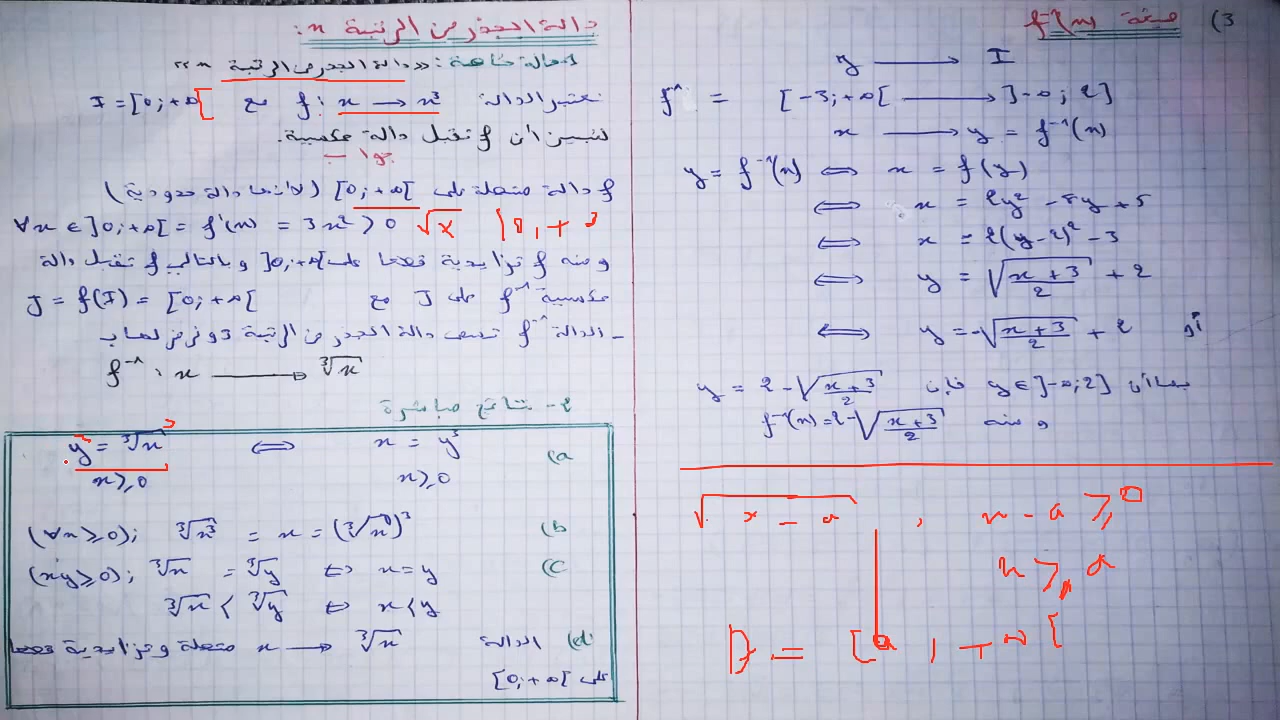 3) صيغة f⁻¹(x)
y ⟶ I
f⁻¹ = [-3;+∞[ ⟶ ]-∞;2]
x ⟶ y = f⁻¹(x)
y = f⁻¹(x) ⟺ x = f(y)
⟺ x = 2y² - 8y + 5
⟺ x = 2(y-2)² - 3
⟺ y = √((x+3)/2) + 2
⟺ y = -√((x+3)/2) + 2 أو
بما أن y ∈ ]-∞;2] فإن y = 2 - √((x+3)/2)
ومنه f⁻¹(x) = 2 - √((x+3)/2)
√(x - a) , x - a ≥ 0
x ≥ a
D = [a , +∞[
دالة الجذر من الرتبة n:
1 حالة خاصة: «دالة الجذر من الرتبة n»
نعتبر الدالة f: x ⟶ x³ مع I = [0;+∞[
لنبين أن f تقبل دالة عكسية.
جواب
f دالة متصلة على [0;+∞[ (لأنها دالة حدودية)
∀x ∈ ]0;+∞[ = f'(x) = 3x² > 0 √x
ومنه f تزايدية قطعا على [0;+∞[ وبالتالي f تقبل دالة
عكسية f⁻¹ على J مع J = f(I) = [0;+∞[
- الدالة f⁻¹ تسمى دالة الجذر من الرتبة 3 ونرمز لها ب
f⁻¹ : x ⟶ ∛x
2- نتائج مباشرة
a) x = y³ ⟺ y³ = ∛x³
x ≥ 0 x ≥ 0
b) (∀x ≥ 0); ∛x³ = x = (∛x)³
c) (x y ≥ 0); ∛x = ∛y ⟺ x = y
∛x < ∛y ⟺ x < y
d) الدالة x ⟶ ∛x متصلة وتزايدية قطعا
على [0;+∞[